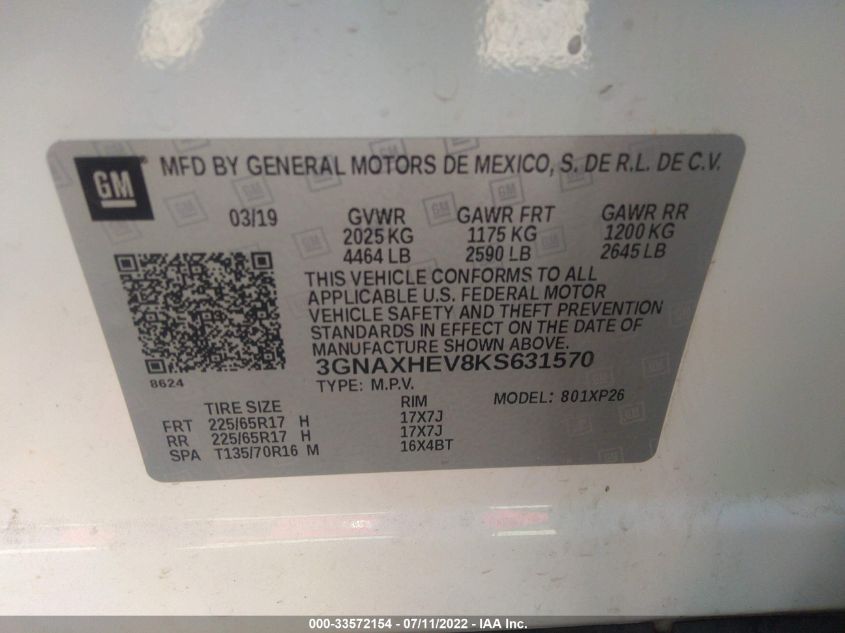 GM MFD BY GENERAL MOTORS DE MEXICO, S. DE R.L. DE C.V.
03/19 GVWR GAWR FRT GAWR RR
2025 KG 1175 KG 1200 KG
4464 LB 2590 LB 2645 LB
THIS VEHICLE CONFORMS TO ALL
APPLICABLE U.S. FEDERAL MOTOR
VEHICLE SAFETY AND THEFT PREVENTION
STANDARDS IN EFFECT ON THE DATE OF
MANUFACTURE SHOWN ABOVE.
3GNAXHEV8KS631570
8624 TYPE: M.P.V.
MODEL: 801XP26
TIRE SIZE RIM
FRT 225/65R17 H 17X7J
RR 225/65R17 H 17X7J
SPA T135/70R16 M 16X4BT
000-33572154 - 07/11/2022 - IAA Inc.